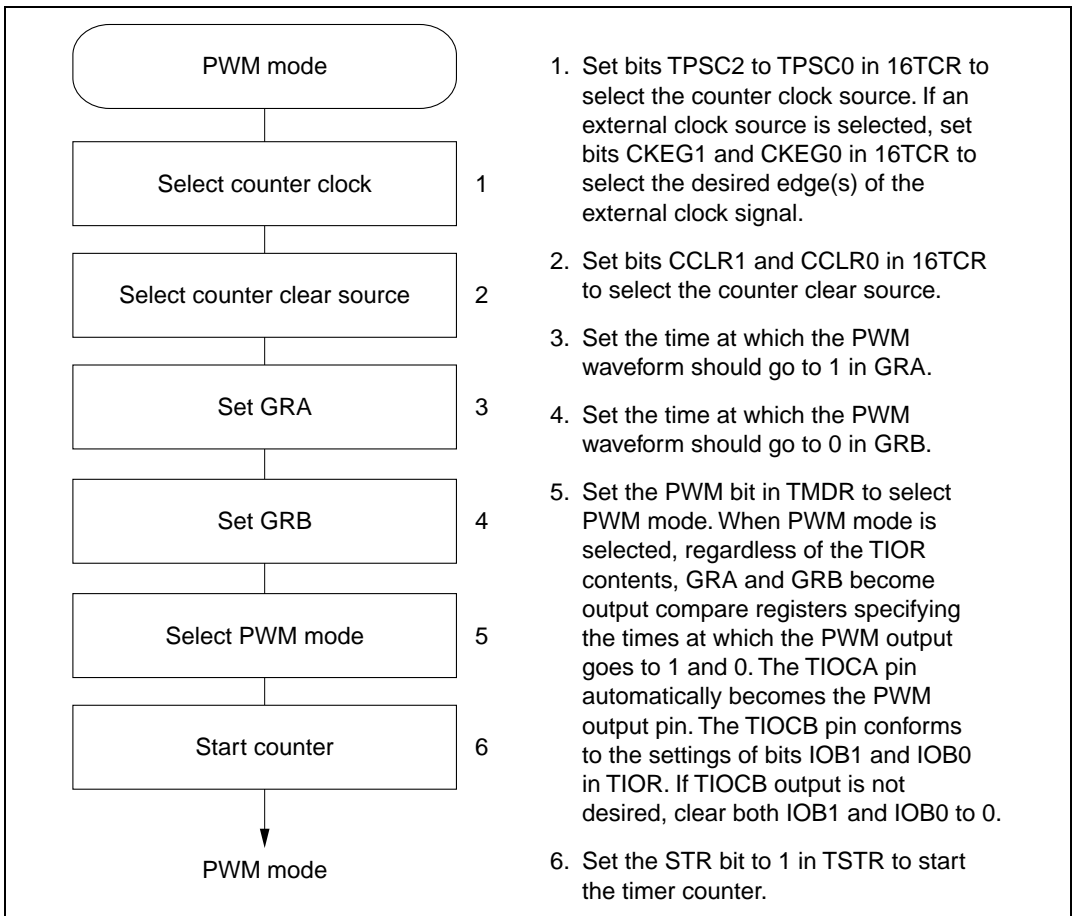 PWM mode
Select counter clock
1
Select counter clear source
2
Set GRA
3
Set GRB
4
Select PWM mode
5
Start counter
6
PWM mode
1. Set bits TPSC2 to TPSC0 in 16TCR to
select the counter clock source. If an
external clock source is selected, set
bits CKEG1 and CKEG0 in 16TCR to
select the desired edge(s) of the
external clock signal.
2. Set bits CCLR1 and CCLR0 in 16TCR
to select the counter clear source.
3. Set the time at which the PWM
waveform should go to 1 in GRA.
4. Set the time at which the PWM
waveform should go to 0 in GRB.
5. Set the PWM bit in TMDR to select
PWM mode. When PWM mode is
selected, regardless of the TIOR
contents, GRA and GRB become
output compare registers specifying
the times at which the PWM output
goes to 1 and 0. The TIOCA pin
automatically becomes the PWM
output pin. The TIOCB pin conforms
to the settings of bits IOB1 and IOB0
in TIOR. If TIOCB output is not
desired, clear both IOB1 and IOB0 to 0.
6. Set the STR bit to 1 in TSTR to start
the timer counter.